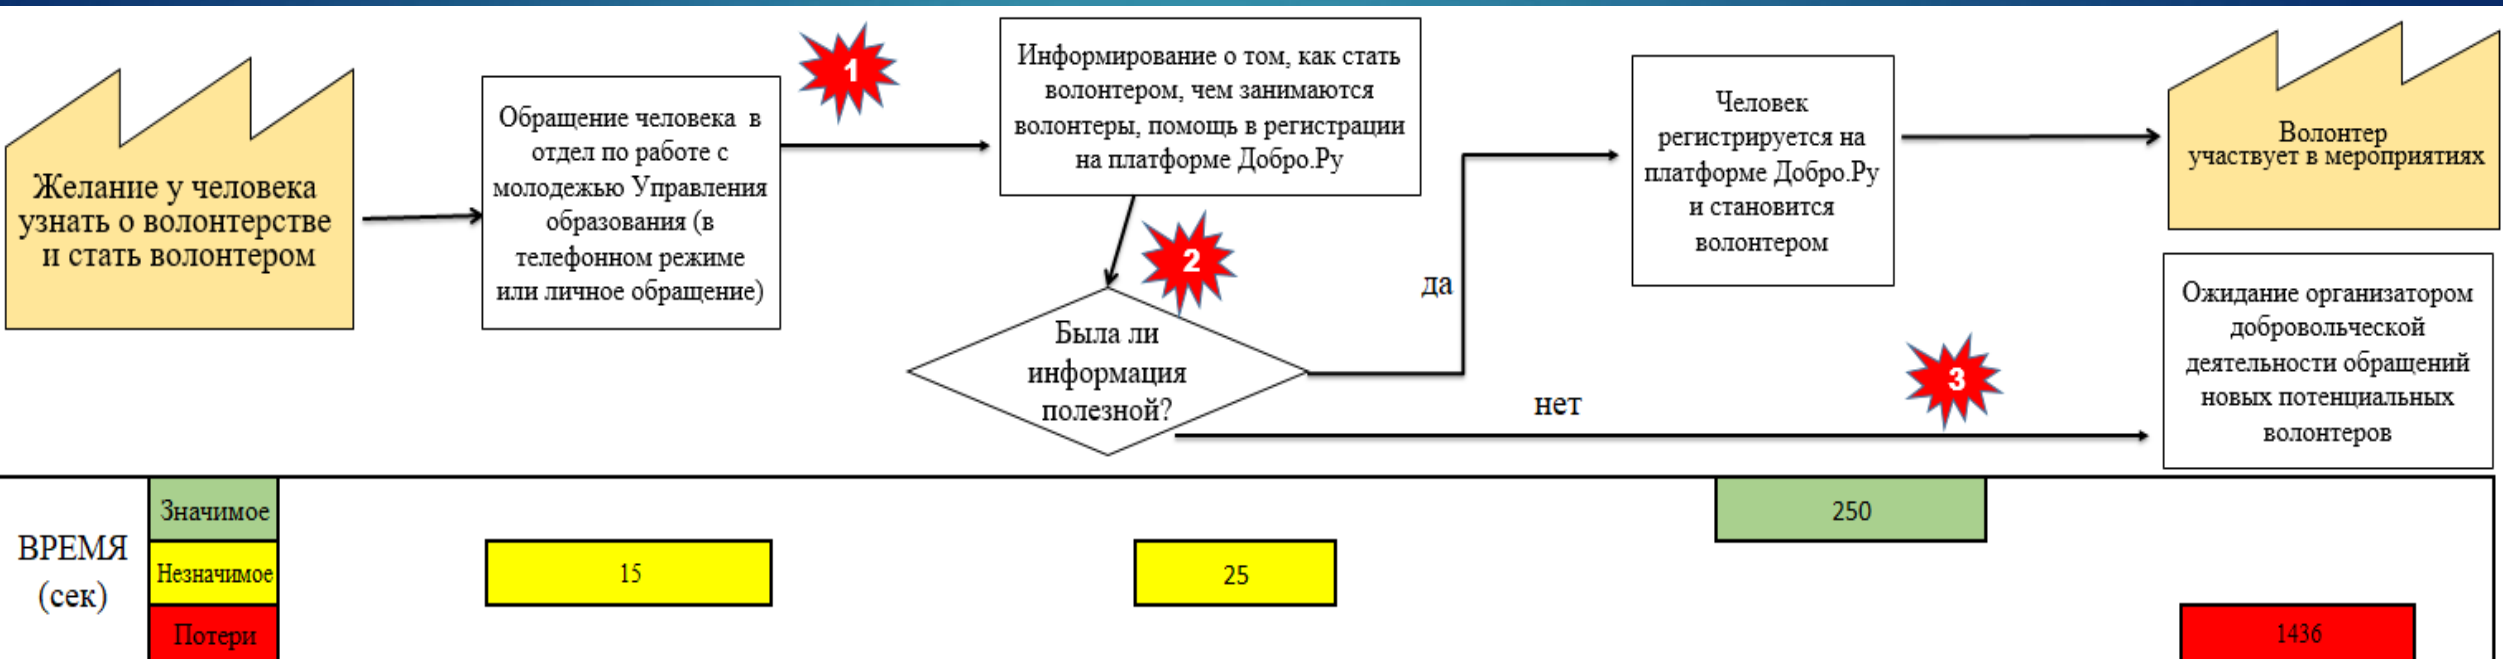 Желание у человека
узнать о волонтерстве
и стать волонтером
Обращение человека в
отдел по работе с
молодежью Управления
образования (в
телефонном режиме
или личное обращение)
1
Информирование о том, как стать
волонтером, чем занимаются
волонтеры, помощь в регистрации
на платформе Добро.Ру
2
Была ли
информация
полезной?
да
нет
Человек
регистрируется на
платформе Добро.Ру
и становится
волонтером
Волонтер
участвует в мероприятиях
3
Ожидание организатором
добровольческой
деятельности обращений
новых потенциальных
волонтеров
ВРЕМЯ
(сек)
Значимое
250
Незначимое
15
25
Потери
1436